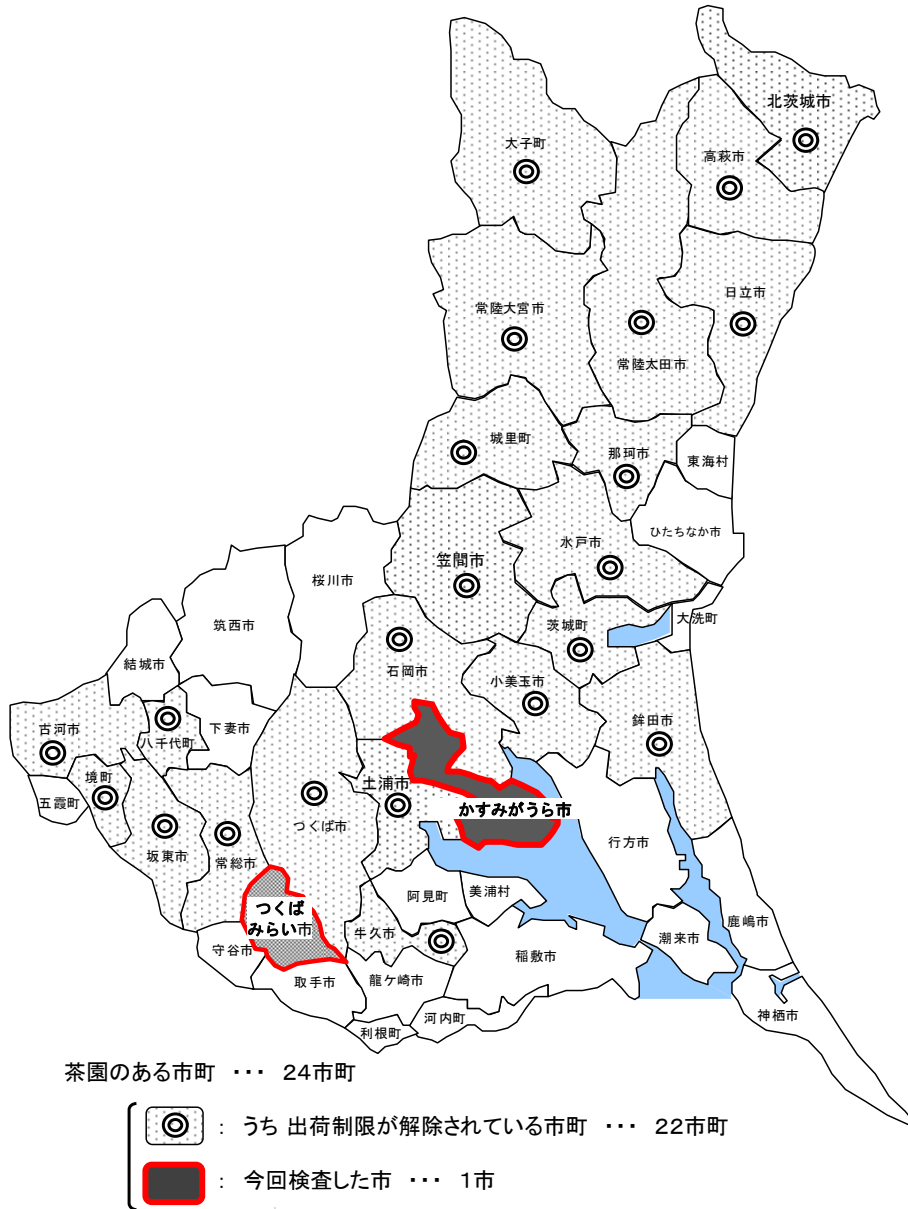 北茨城市
大子町
高萩市
日立市
常陸大宮市
常陸太田市
城里町
那珂市
東海村
ひたちなか市
水戸市
笠間市
桜川市
茨城町
大洗町
筑西市
結城市
石岡市
小美玉市
鉾田市
古河市
八千代町
下妻市
境町
五霞町
土浦市
かすみがうら市
つくば市
坂東市
常総市
行方市
阿見町
美浦村
つくば
みらい市
牛久市
鹿嶋市
潮来市
守谷市
取手市
龍ケ崎市
稲敷市
神栖市
河内町
利根町
茶園のある市町 ・・・ 24市町
： うち 出荷制限が解除されている市町 ・・・ 22市町
： 今回検査した市 ・・・ 1市